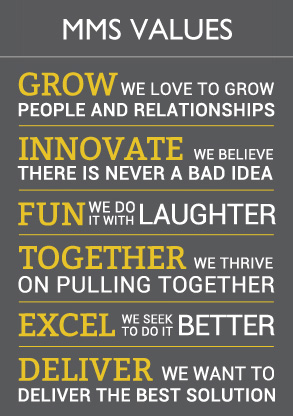 MMS VALUES
GROW WE LOVE TO GROW
PEOPLE AND RELATIONSHIPS
INNOVATE WE BELIEVE
THERE IS NEVER A BAD IDEA
FUN WE DO IT WITH LAUGHTER
TOGETHER WE THRIVE
ON PULLING TOGETHER
EXCEL WE SEEK TO DO IT BETTER
DELIVER WE WANT TO
DELIVER THE BEST SOLUTION